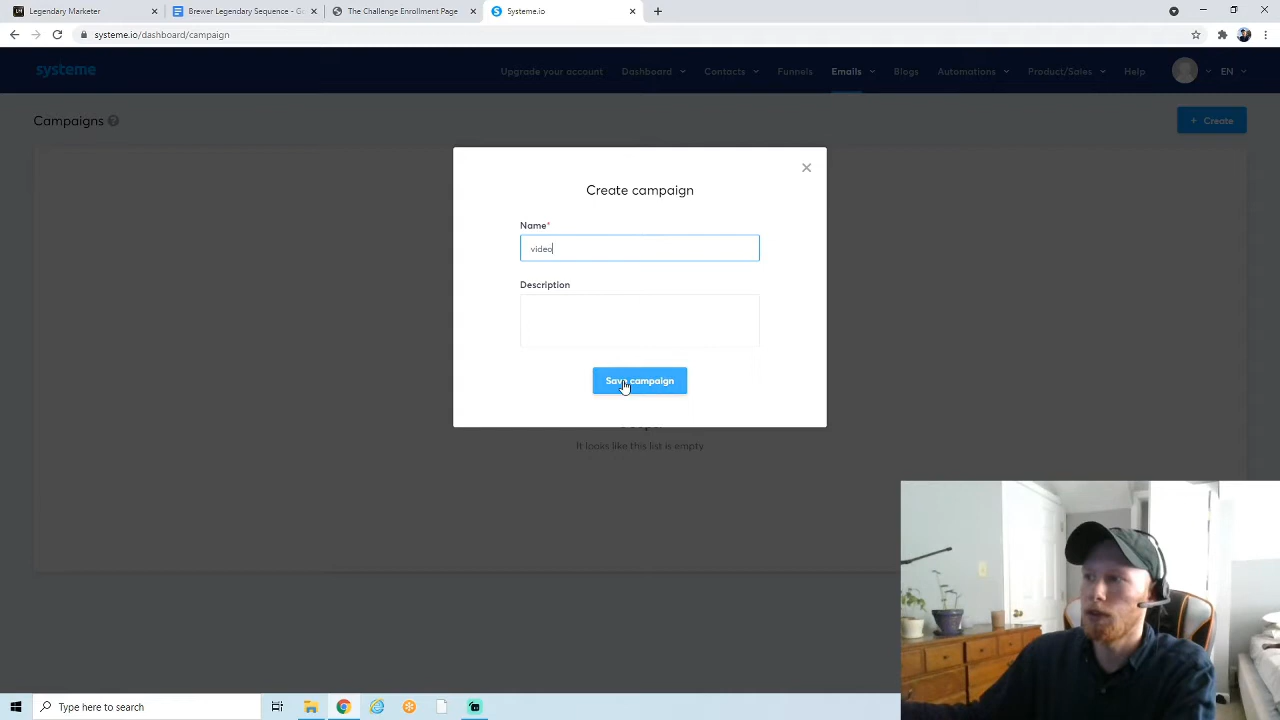 Legendary Marketer
Brewer Legendary Sequence - Go
The Challenge Enrollment Page
Systeme.io
systeme.io/dashboard/campaign
systeme
Upgrade your account
Dashboard
Contacts
Funnels
Emails
Blogs
Automations
Product/Sales
Help
EN
Campaigns
+ Create
Create campaign
Name*
video
Description
Save campaign
It looks like this list is empty
Type here to search